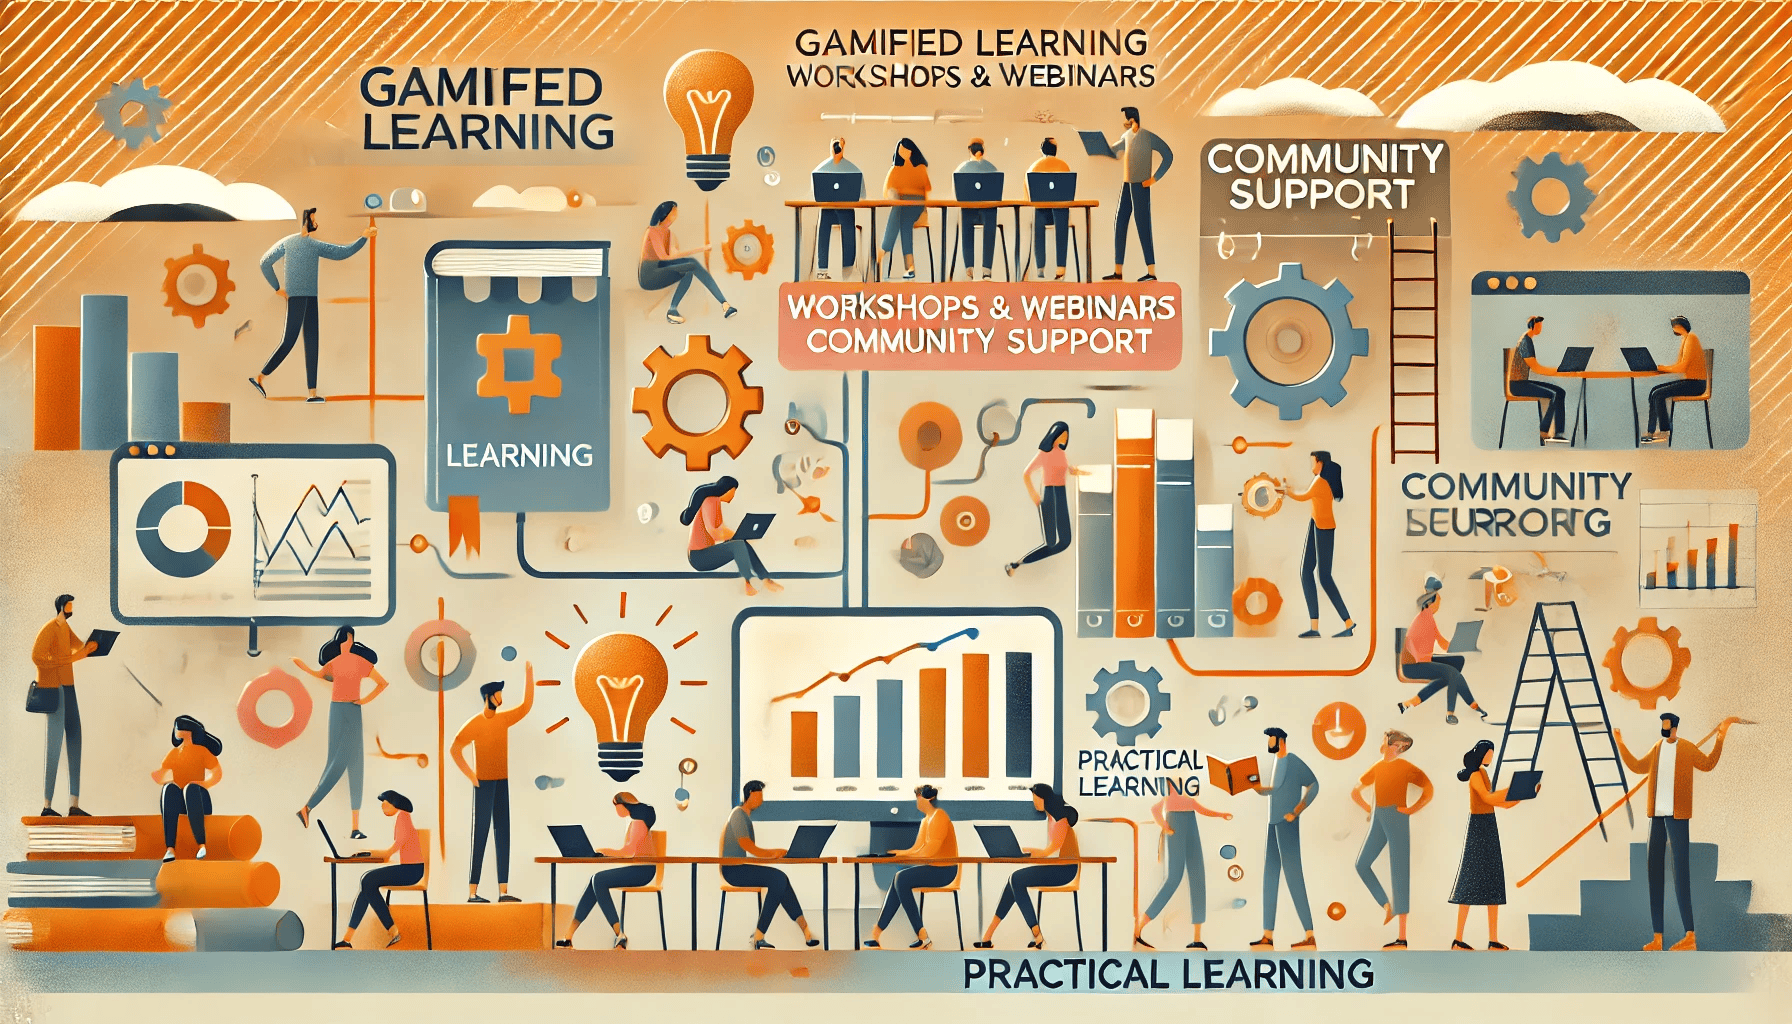 GAMIFED
LEARNING
GAMIFIED LEARNING
WORKSHOPS & WEBINARS
COMMUNITY
SUPPORT
WORKSHOPS & WEBINARS
COMMUNITY SUPPORT
LEARNING
COMMUNITY
PRACTICAL
LEARNING
PRACTICAL LEARNING